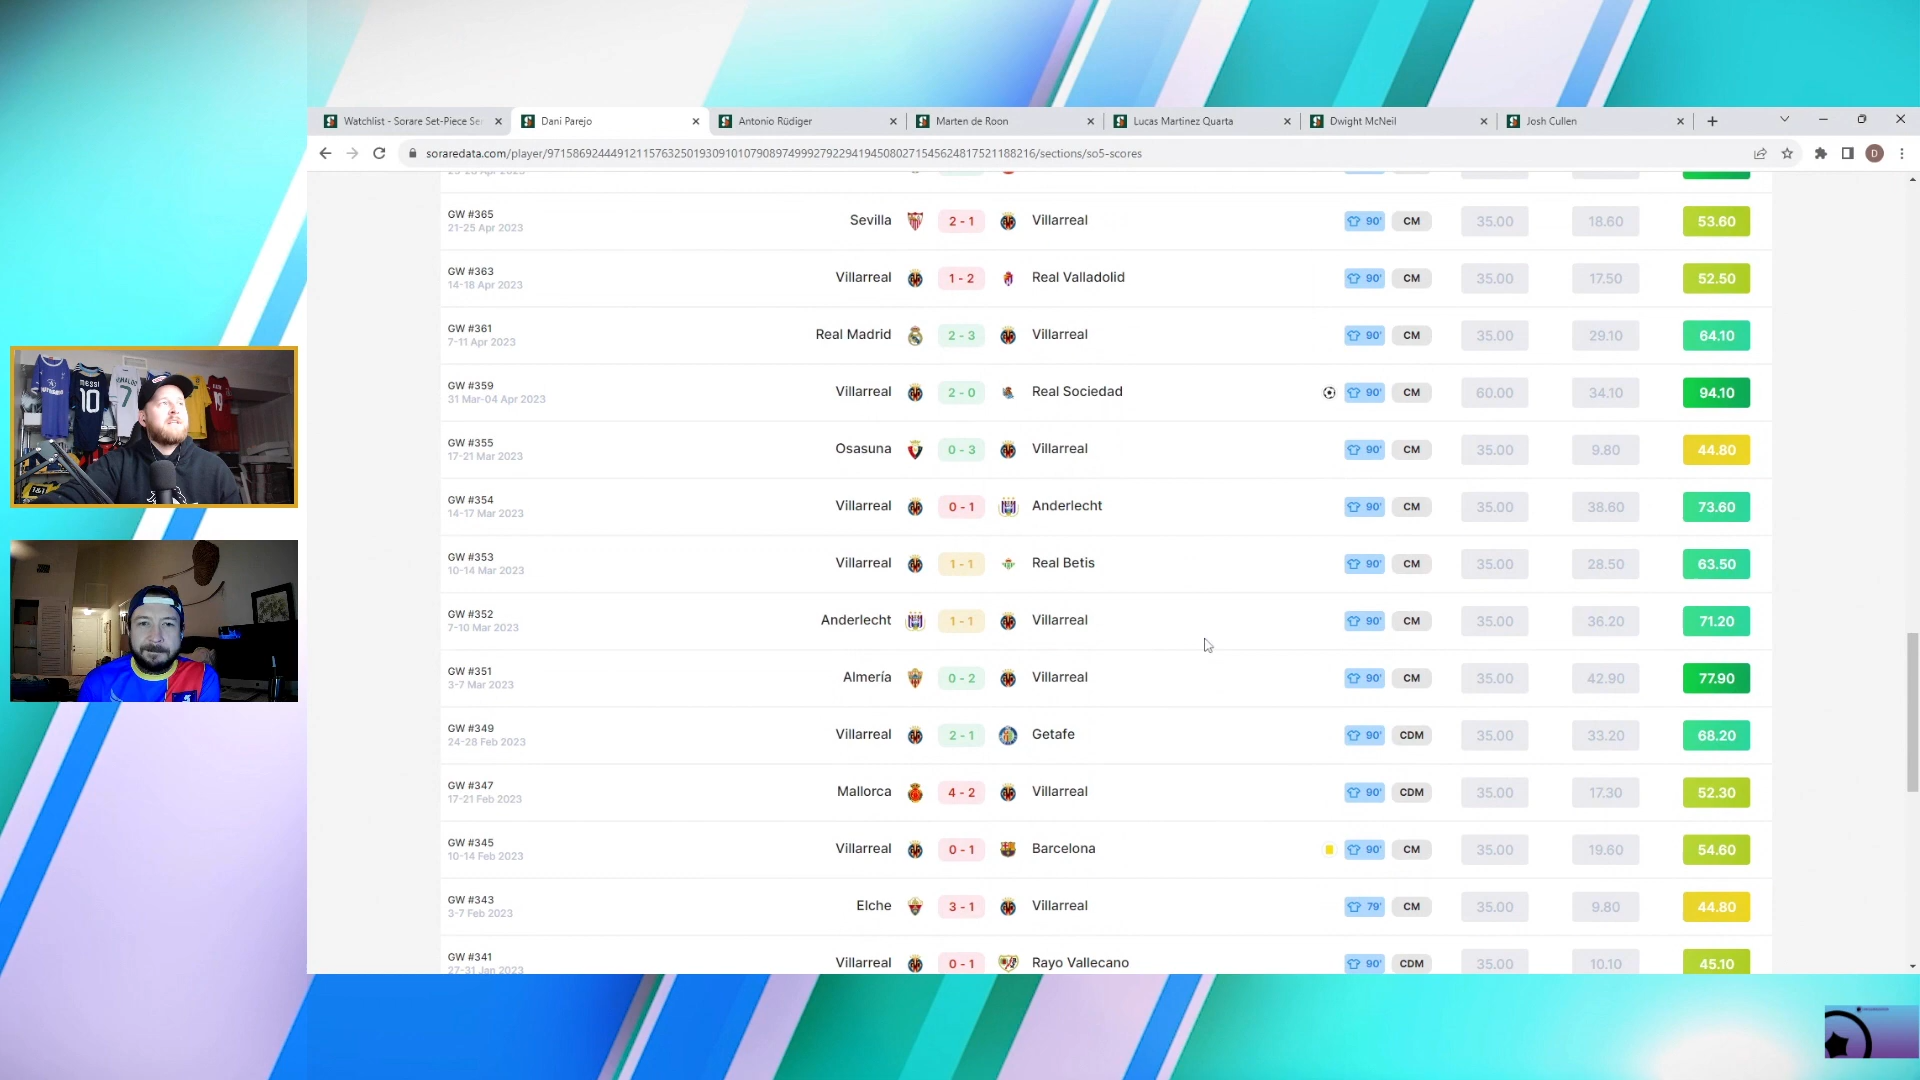 Watchlist - Sorare Set-Piece Se
Dani Parejo
Antonio Rüdiger
Marten de Roon
Lucas Martinez Quarta
Dwight McNeil
Josh Cullen
D
GW #365 Sevilla 2 - 1 Villarreal 90' CM 35.00 18.60 53.60
21-25 Apr 2023
GW #363 Villarreal 1 - 2 Real Valladolid 90' CM 35.00 17.50 52.50
14-18 Apr 2023
GW #361 Real Madrid 2 - 3 Villarreal 90' CM 35.00 29.10 64.10
7-11 Apr 2023
GW #359 Villarreal 2 - 0 Real Sociedad 90' CM 60.00 34.10 94.10
31 Mar-04 Apr 2023
GW #355 Osasuna 0 - 3 Villarreal 90' CM 35.00 9.80 44.80
17-21 Mar 2023
GW #354 Villarreal 0 - 1 Anderlecht 90' CM 35.00 38.60 73.60
14-17 Mar 2023
GW #353 Villarreal 1 - 1 Real Betis 90' CM 35.00 28.50 63.50
10-14 Mar 2023
GW #352 Anderlecht 1 - 1 Villarreal 90' CM 35.00 36.20 71.20
7-10 Mar 2023
GW #351 Almería 0 - 2 Villarreal 90' CM 35.00 42.90 77.90
3-7 Mar 2023
GW #349 Villarreal 2 - 1 Getafe 90' CDM 35.00 33.20 68.20
24-28 Feb 2023
GW #347 Mallorca 4 - 2 Villarreal 90' CDM 35.00 17.30 52.30
17-21 Feb 2023
GW #345 Villarreal 0 - 1 Barcelona 90' CM 35.00 19.60 54.60
10-14 Feb 2023
GW #343 Elche 3 - 1 Villarreal 79' CM 35.00 9.80 44.80
3-7 Feb 2023
GW #341 Villarreal 0 - 1 Rayo Vallecano 90' CDM 35.00 10.10 45.10
27-31 Jan 2023
MESSI
10
7
19